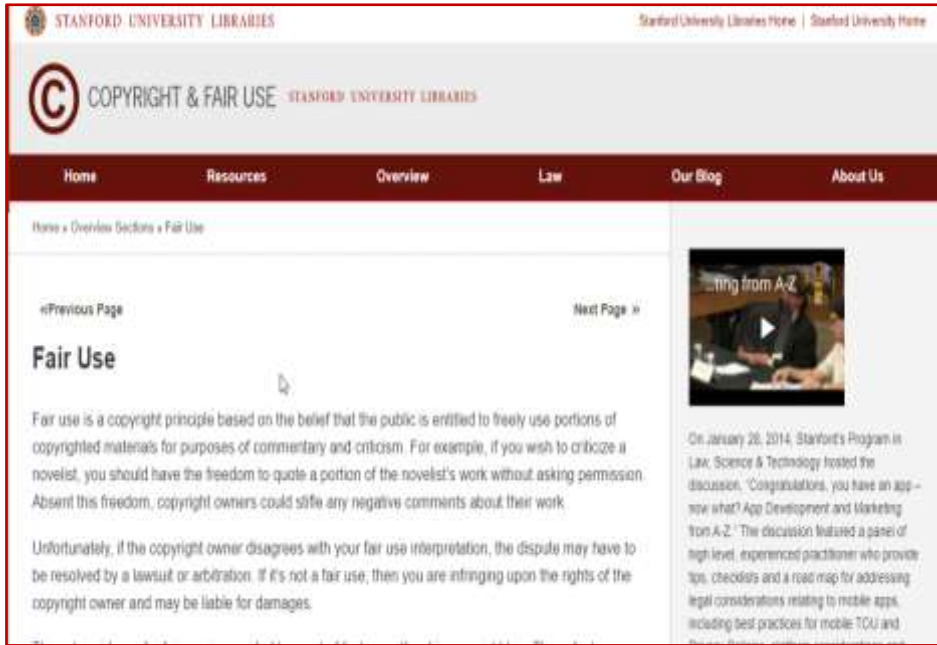 STANFORD UNIVERSITY LIBRARIES
Stanford University Libraries Home | Stanford University Home
© COPYRIGHT & FAIR USE STANFORD UNIVERSITY LIBRARIES
Home Resources Overview Law Our Blog About Us
Home » Overview Sections » Fair Use
«Previous Page Next Page »
Fair Use
Fair use is a copyright principle based on the belief that the public is entitled to freely use portions of
copyrighted materials for purposes of commentary and criticism. For example, if you wish to criticize a
novelist, you should have the freedom to quote a portion of the novelist's work without asking permission.
Absent this freedom, copyright owners could stifle any negative comments about their work.
Unfortunately, if the copyright owner disagrees with your fair use interpretation, the dispute may have to
be resolved by a lawsuit or arbitration. If it's not a fair use, then you are infringing upon the rights of the
copyright owner and may be liable for damages.
...ting from A-Z
On January 28, 2014, Stanford's Program in
Law, Science & Technology hosted the
discussion, "Congratulations, you have an app –
now what? App Development and Marketing
from A-Z." The discussion featured a panel of
high level, experienced practitioner who provide
tips, checklists and a road map for addressing
legal considerations relating to mobile apps,
including best practices for mobile TOU and